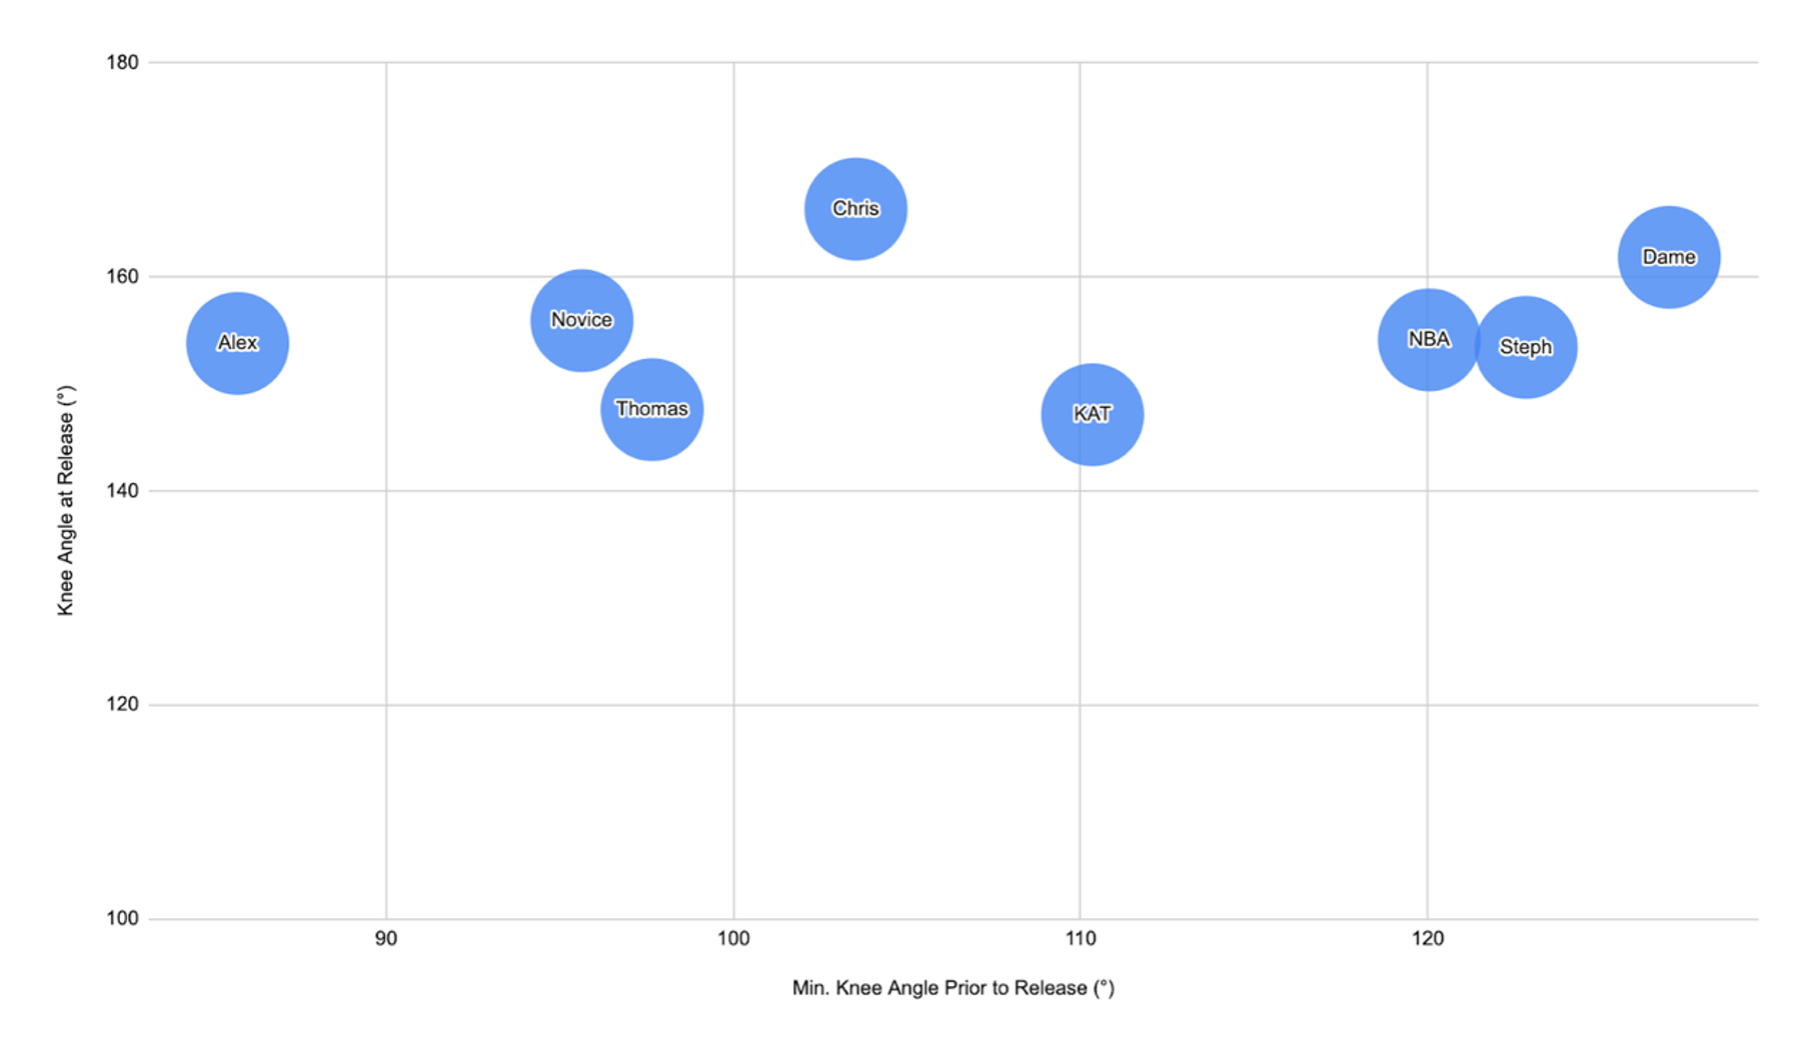 180
160
140
120
100
Knee Angle at Release (°)
Chris
Dame
Novice
Alex
NBA
Steph
Thomas
KAT
90
100
110
120
Min. Knee Angle Prior to Release (°)